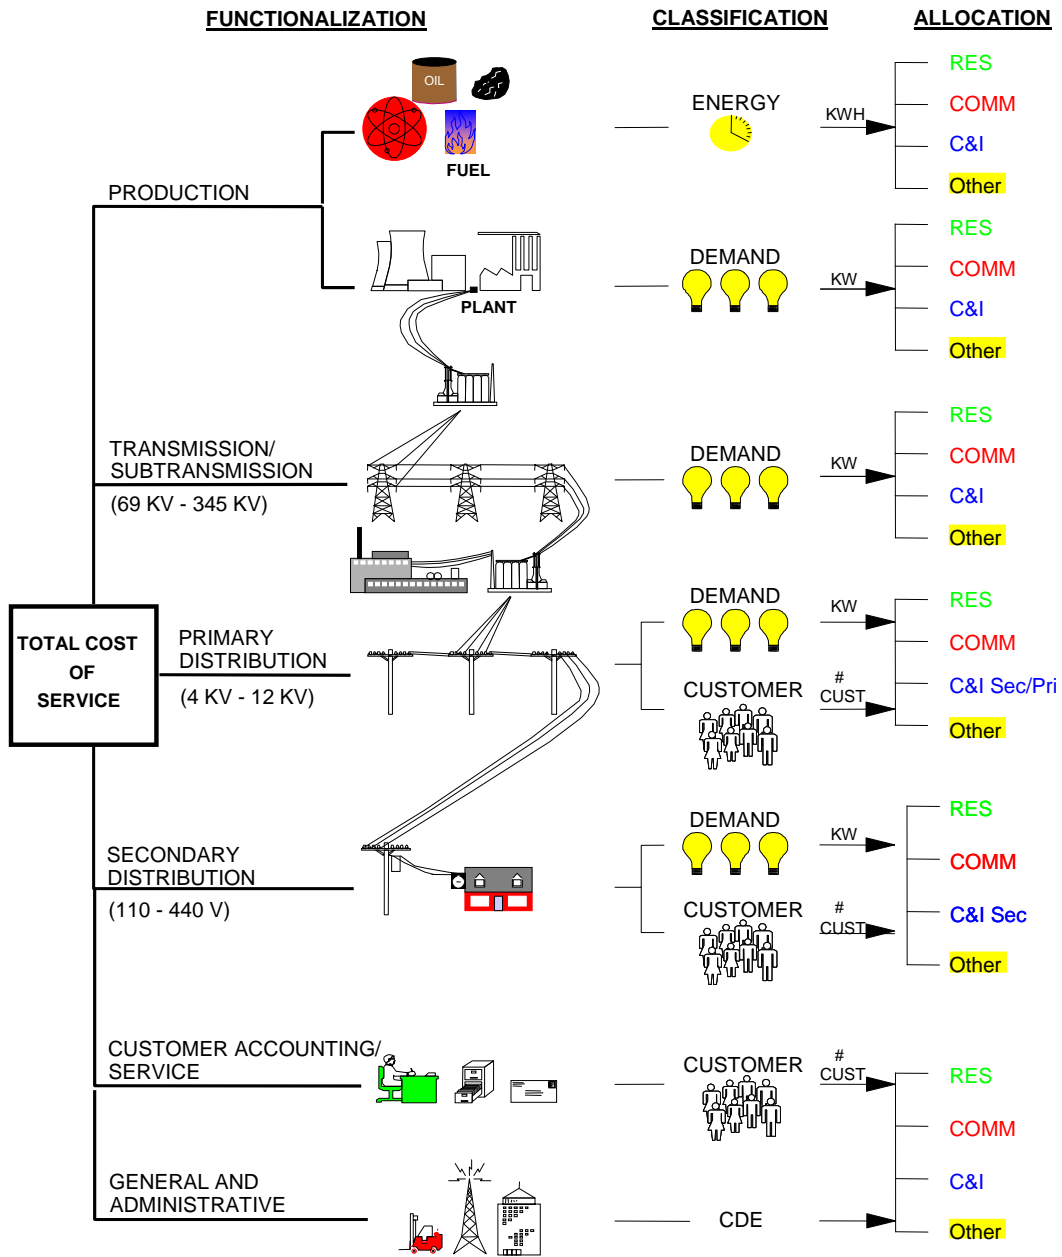 FUNCTIONALIZATION
CLASSIFICATION
ALLOCATION
OIL
FUEL
PRODUCTION
ENERGY
KWH
RES
COMM
C&I
Other
PLANT
DEMAND
KW
RES
COMM
C&I
Other
TRANSMISSION/
SUBTRANSMISSION
(69 KV - 345 KV)
DEMAND
KW
RES
COMM
C&I
Other
TOTAL COST
OF
SERVICE
PRIMARY
DISTRIBUTION
(4 KV - 12 KV)
DEMAND
KW
CUSTOMER
#
CUST
RES
COMM
C&I Sec/Pri
Other
SECONDARY
DISTRIBUTION
(110 - 440 V)
DEMAND
KW
CUSTOMER
#
CUST
RES
COMM
C&I Sec
Other
CUSTOMER ACCOUNTING/
SERVICE
CUSTOMER
#
CUST
GENERAL AND
ADMINISTRATIVE
CDE
RES
COMM
C&I
Other